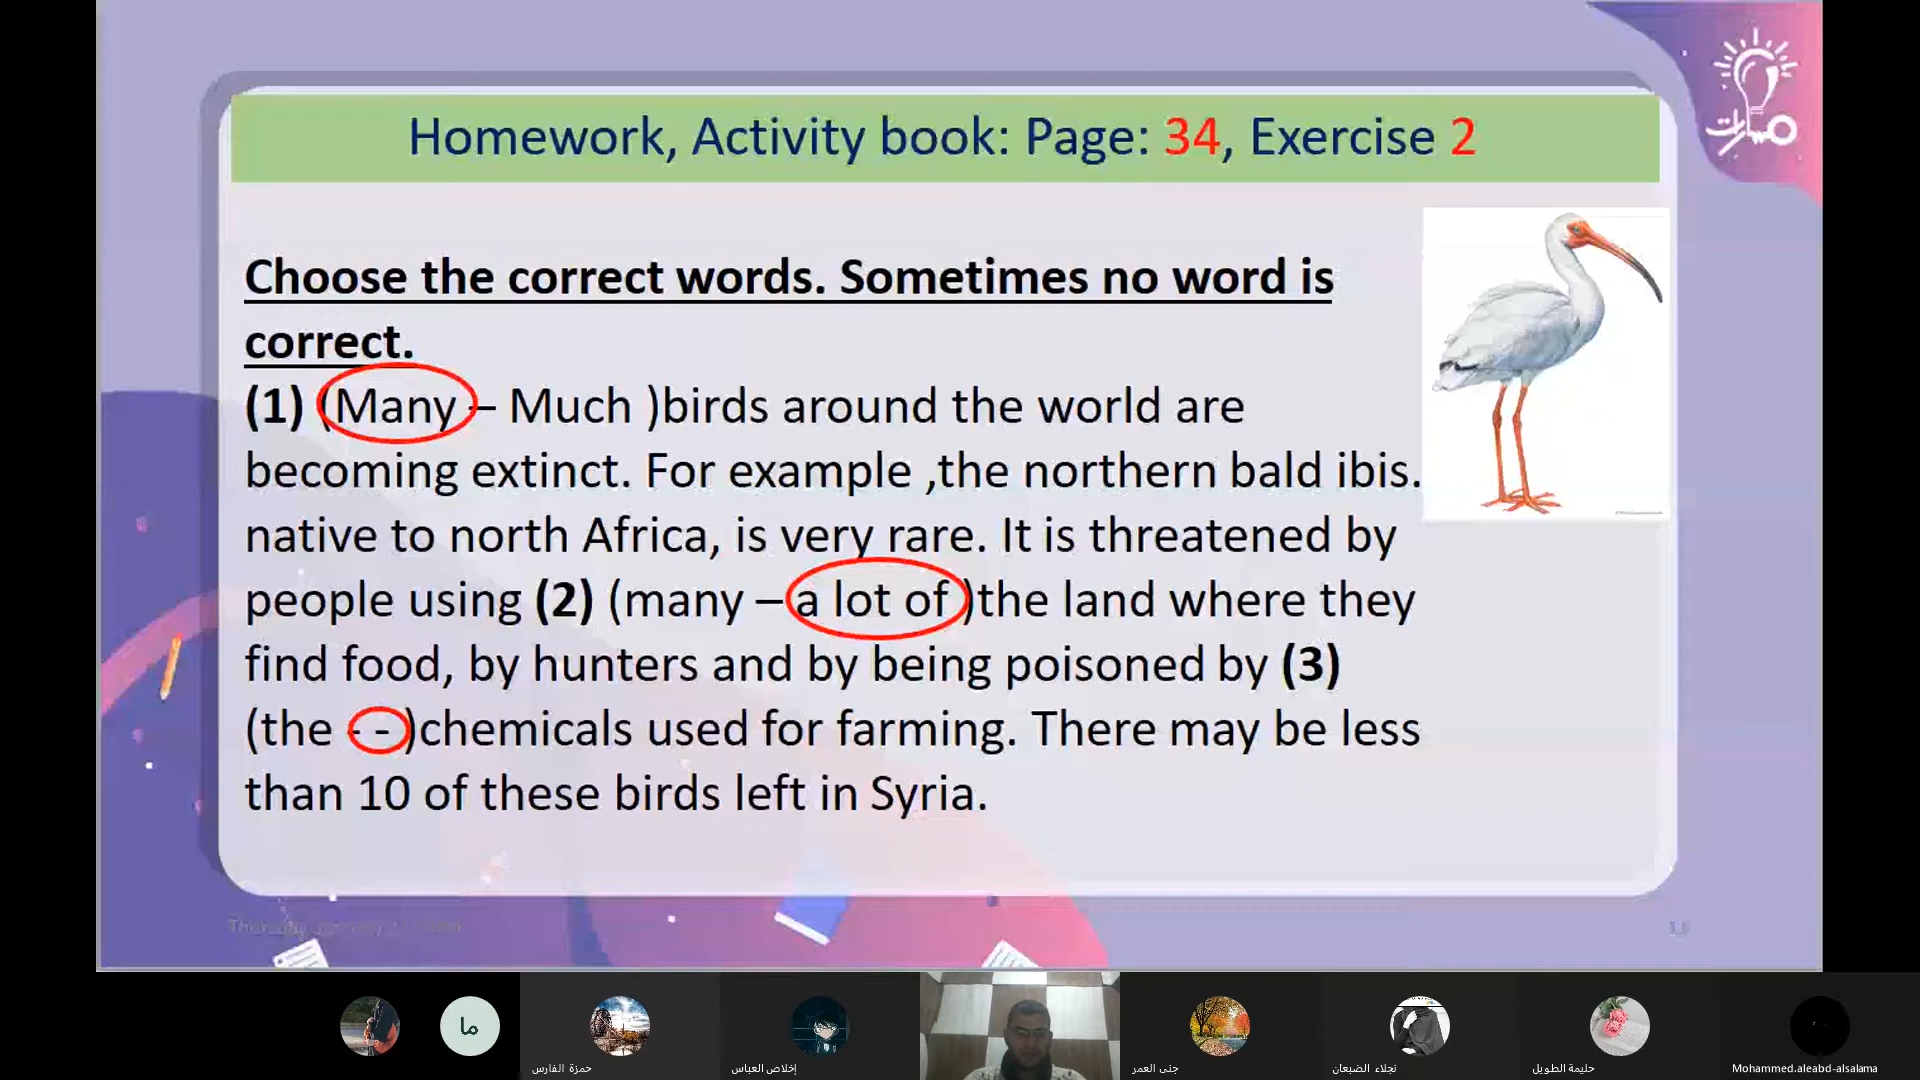 Homework, Activity book: Page: 34, Exercise 2
Choose the correct words. Sometimes no word is
correct.
(1) (Many – Much )birds around the world are
becoming extinct. For example ,the northern bald ibis.
native to north Africa, is very rare. It is threatened by
people using (2) (many – a lot of )the land where they
find food, by hunters and by being poisoned by (3)
(the - - )chemicals used for farming. There may be less
than 10 of these birds left in Syria.
ما
حمزة الفارس
إخلاص العباس
جنى العمر
نجلاء الضبعان
حليمة الطويل
Mohammed.aleabd-alsalama